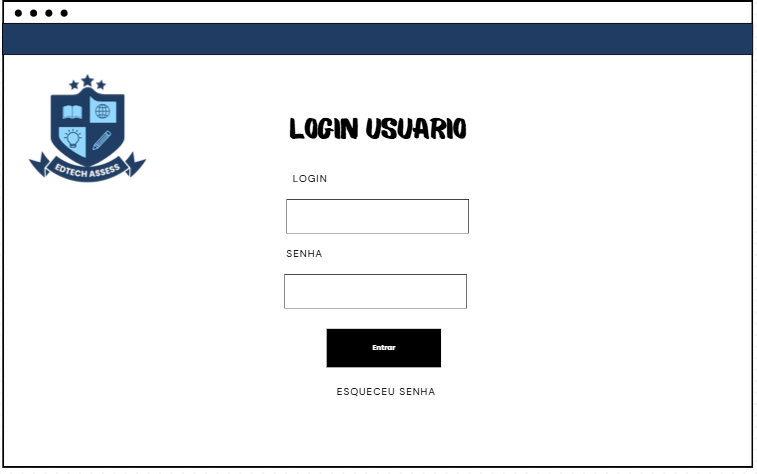 EDTECH ASSESS
LOGIN USUARIO
LOGIN
SENHA
Entrar
ESQUECEU SENHA